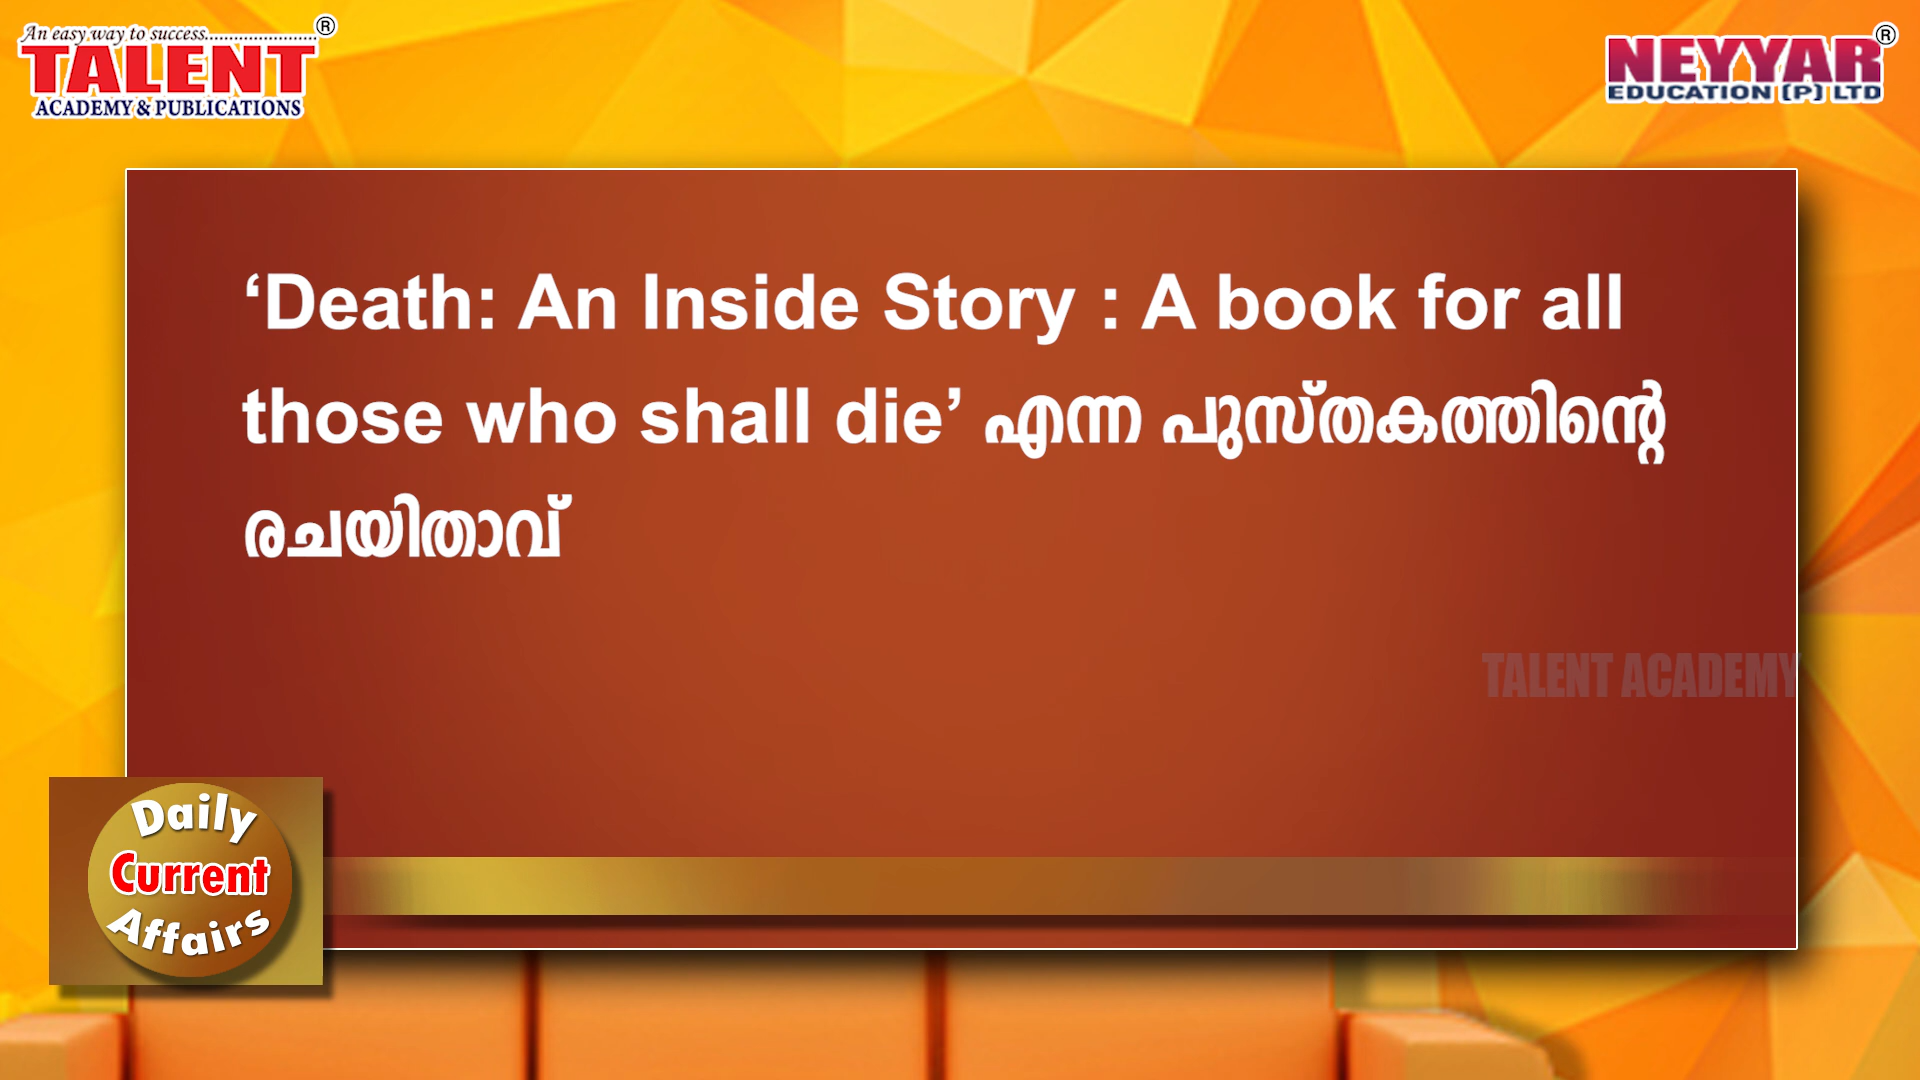 An easy way to success......................
TALENT
ACADEMY & PUBLICATIONS
®
NEYYAR
EDUCATION (P) LTD
®
‘Death: An Inside Story : A book for all
those who shall die’ എന്ന പുസ്തകത്തിന്റെ
രചയിതാവ്
TALENT ACADEMY
Daily
Current
Affairs